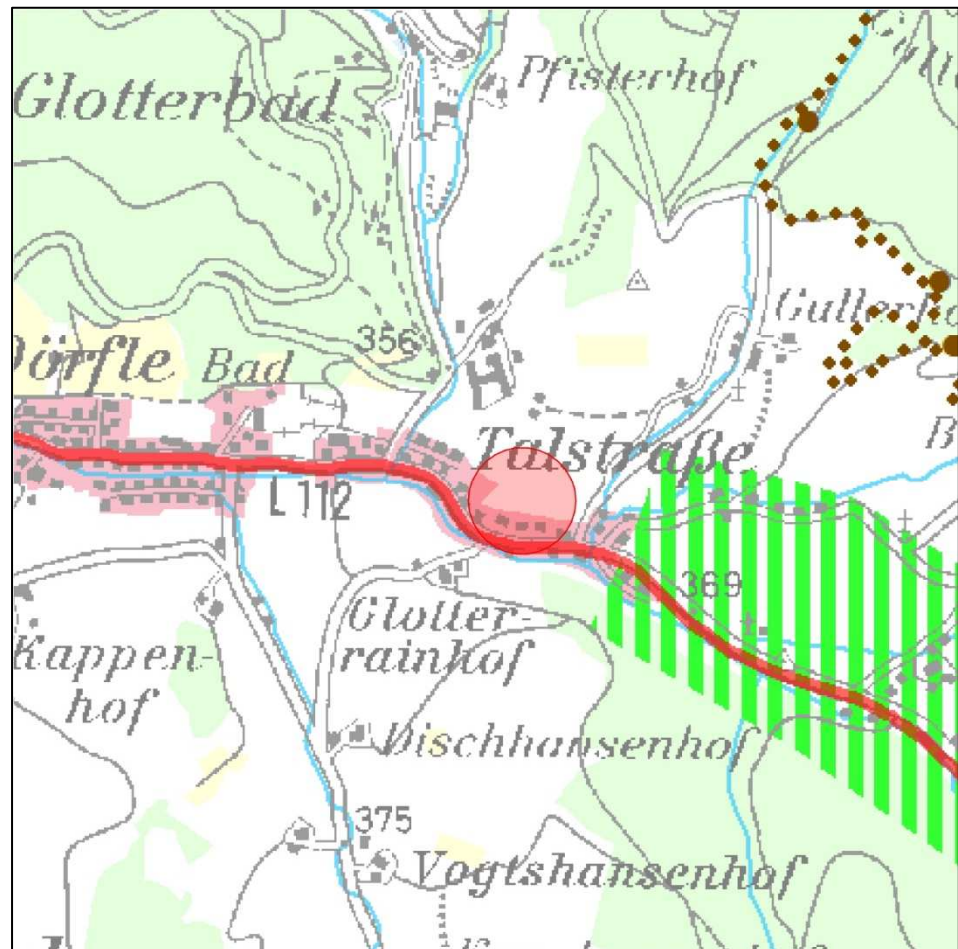 Pfisterhof
Glotterbad
Gullerho
356
Dörfle
Bad
Talstraße
B
L 112
369
Glotter-
rainhof
Kappen-
hof
Dischhansenhof
375
Vogtshansenhof